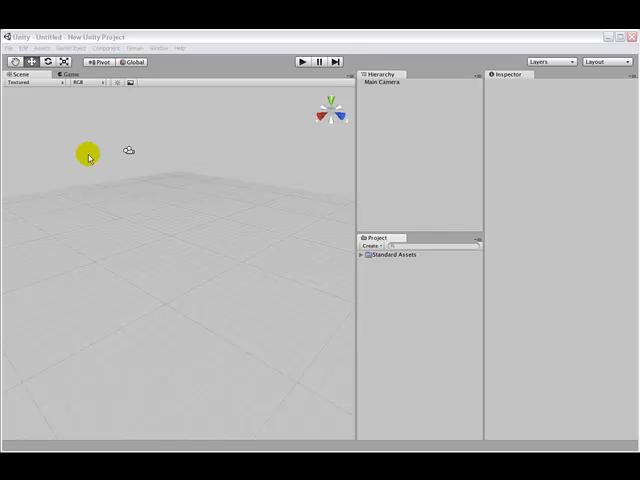 Unity - Untitled - New Unity Project
File Edit Assets GameObject Component Terrain Window Help
Pivot Global Layers Layout
Scene Game
Textured RGB
Hierarchy
Main Camera
Inspector
Project
Create
Standard Assets